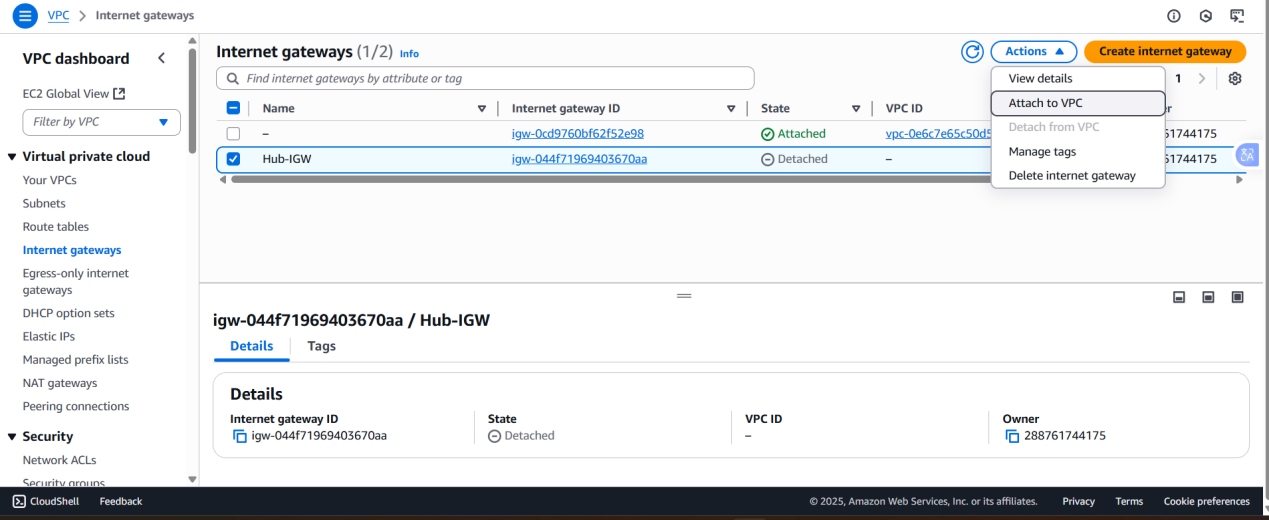 VPC > Internet gateways
VPC dashboard
EC2 Global View
Filter by VPC
Virtual private cloud
Your VPCs
Subnets
Route tables
Internet gateways
Egress-only internet
gateways
DHCP option sets
Elastic IPs
Managed prefix lists
NAT gateways
Peering connections
Security
Network ACLs
Security groups
Internet gateways (1/2) Info
Actions
Create internet gateway
Find internet gateways by attribute or tag
1
View details
Attach to VPC
Detach from VPC
Manage tags
Delete internet gateway
Name Internet gateway ID State VPC ID
– igw-0cd9760bf62f52e98 Attached vpc-0e6c7e65c50d5 51744175
Hub-IGW igw-044f71969403670aa Detached – 51744175
igw-044f71969403670aa / Hub-IGW
Details Tags
Details
Internet gateway ID State VPC ID Owner
igw-044f71969403670aa Detached – 288761744175
CloudShell Feedback © 2025, Amazon Web Services, Inc. or its affiliates. Privacy Terms Cookie preferences